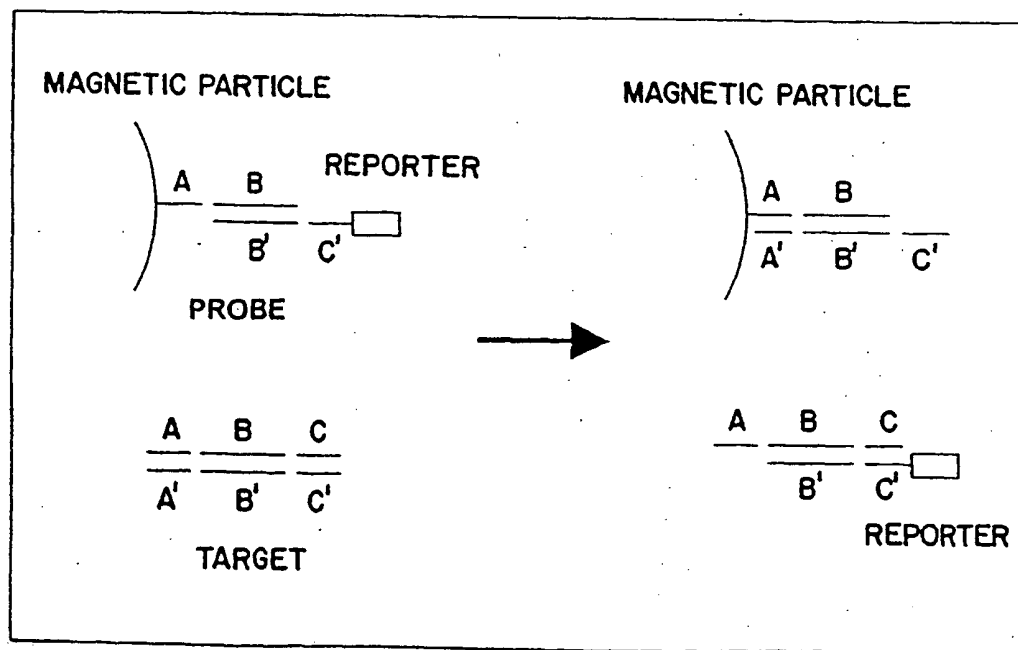 MAGNETIC PARTICLE
A B REPORTER
B' C'
PROBE
A B C
A' B' C'
TARGET
MAGNETIC PARTICLE
A B
A' B' C'
A B C
B' C'
REPORTER